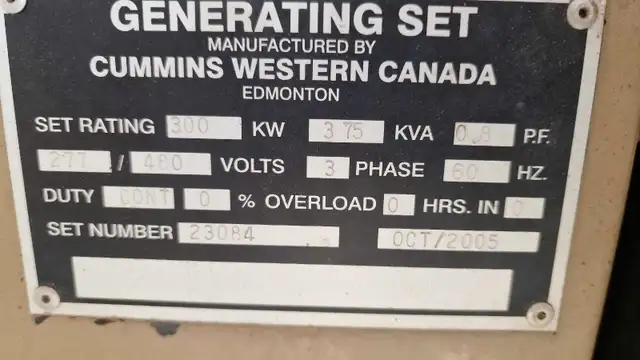 GENERATING SET
MANUFACTURED BY
CUMMINS WESTERN CANADA
EDMONTON
SET RATING 300 KW 375 KVA 0.8 P.F.
277 / 480 VOLTS 3 PHASE 60 HZ.
DUTY CONT 0 % OVERLOAD 0 HRS. IN 0
SET NUMBER 23084 OCT/2005